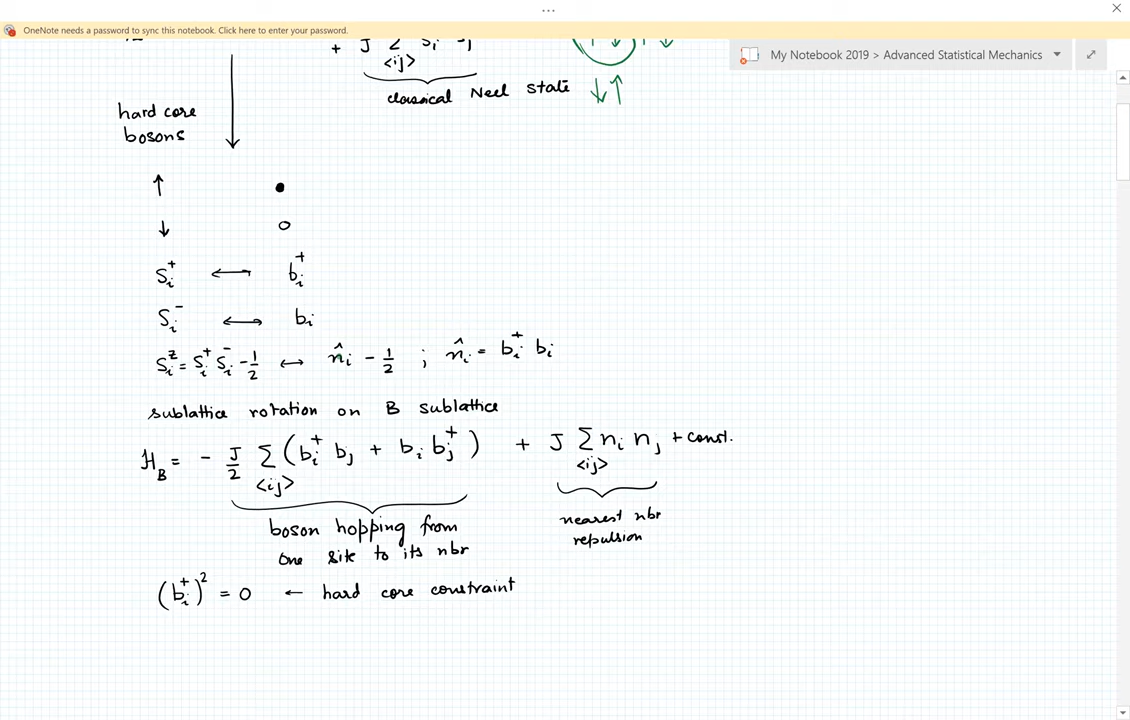 OneNote needs a password to sync this notebook. Click here to enter your password.
My Notebook 2019 > Advanced Statistical Mechanics
+ J Σ
<ij>
classical Neel state
↓↑
hard core
bosons
↑ ●
↓ o
S_i^+ ⟷ b_i^+
S_i^- ⟷ b_i
S_i^z = S_i^+ S_i^- - 1/2 ↔ n̂_i - 1/2 ; n̂_i = b_i^+ b_i
sublattice rotation on B sublattice
H_B = - J/2 Σ_<ij> (b_i^+ b_j + b_i b_j^+) + J Σ_<ij> n_i n_j + const.
boson hopping from
one site to its nbr
nearest nbr
repulsion
(b_i^+)^2 = 0 ← hard core constraint